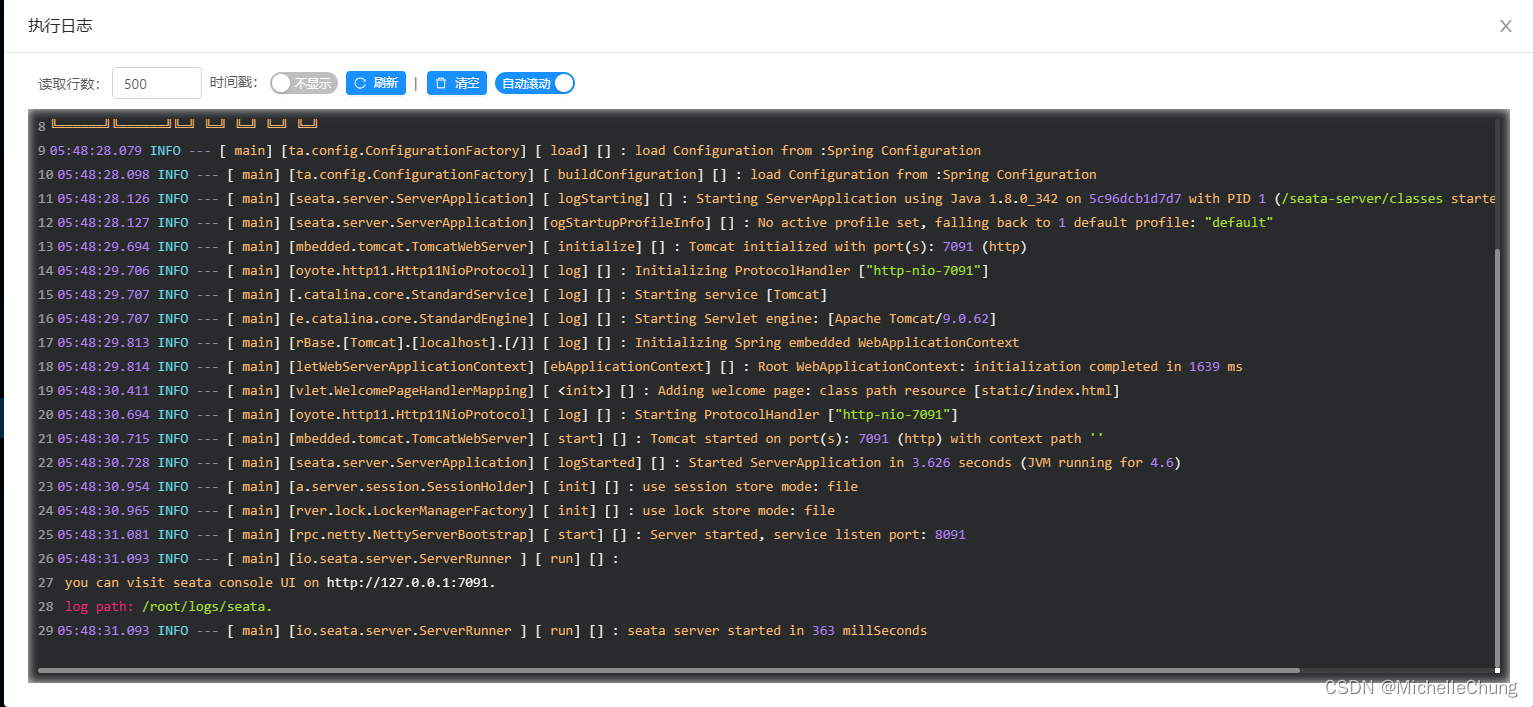 执行日志
读取行数: 500 时间戳: 不显示 刷新 | 清空 自动滚动
8 ╚══════╝╚══════╝╚═╝ ╚═╝ ╚═╝ ╚═╝ ╚═╝
9 05:48:28.079 INFO --- [ main] [ta.config.ConfigurationFactory] [ load] [] : load Configuration from :Spring Configuration
10 05:48:28.098 INFO --- [ main] [ta.config.ConfigurationFactory] [ buildConfiguration] [] : load Configuration from :Spring Configuration
11 05:48:28.126 INFO --- [ main] [seata.server.ServerApplication] [ logStarting] [] : Starting ServerApplication using Java 1.8.0_342 on 5c96dcb1d7d7 with PID 1 (/seata-server/classes starte
12 05:48:28.127 INFO --- [ main] [seata.server.ServerApplication] [ogStartupProfileInfo] [] : No active profile set, falling back to 1 default profile: "default"
13 05:48:29.694 INFO --- [ main] [mbedded.tomcat.TomcatWebServer] [ initialize] [] : Tomcat initialized with port(s): 7091 (http)
14 05:48:29.706 INFO --- [ main] [oyote.http11.Http11NioProtocol] [ log] [] : Initializing ProtocolHandler ["http-nio-7091"]
15 05:48:29.707 INFO --- [ main] [.catalina.core.StandardService] [ log] [] : Starting service [Tomcat]
16 05:48:29.707 INFO --- [ main] [e.catalina.core.StandardEngine] [ log] [] : Starting Servlet engine: [Apache Tomcat/9.0.62]
17 05:48:29.813 INFO --- [ main] [rBase.[Tomcat].[localhost].[/]] [ log] [] : Initializing Spring embedded WebApplicationContext
18 05:48:29.814 INFO --- [ main] [letWebServerApplicationContext] [ebApplicationContext] [] : Root WebApplicationContext: initialization completed in 1639 ms
19 05:48:30.411 INFO --- [ main] [vlet.WelcomePageHandlerMapping] [ <init>] [] : Adding welcome page: class path resource [static/index.html]
20 05:48:30.694 INFO --- [ main] [oyote.http11.Http11NioProtocol] [ log] [] : Starting ProtocolHandler ["http-nio-7091"]
21 05:48:30.715 INFO --- [ main] [mbedded.tomcat.TomcatWebServer] [ start] [] : Tomcat started on port(s): 7091 (http) with context path ''
22 05:48:30.728 INFO --- [ main] [seata.server.ServerApplication] [ logStarted] [] : Started ServerApplication in 3.626 seconds (JVM running for 4.6)
23 05:48:30.954 INFO --- [ main] [a.server.session.SessionHolder] [ init] [] : use session store mode: file
24 05:48:30.965 INFO --- [ main] [rver.lock.LockerManagerFactory] [ init] [] : use lock store mode: file
25 05:48:31.081 INFO --- [ main] [rpc.netty.NettyServerBootstrap] [ start] [] : Server started, service listen port: 8091
26 05:48:31.093 INFO --- [ main] [io.seata.server.ServerRunner ] [ run] [] :
27 you can visit seata console UI on http://127.0.0.1:7091.
28 log path: /root/logs/seata.
29 05:48:31.093 INFO --- [ main] [io.seata.server.ServerRunner ] [ run] [] : seata server started in 363 millSeconds
CSDN @MichelleChung